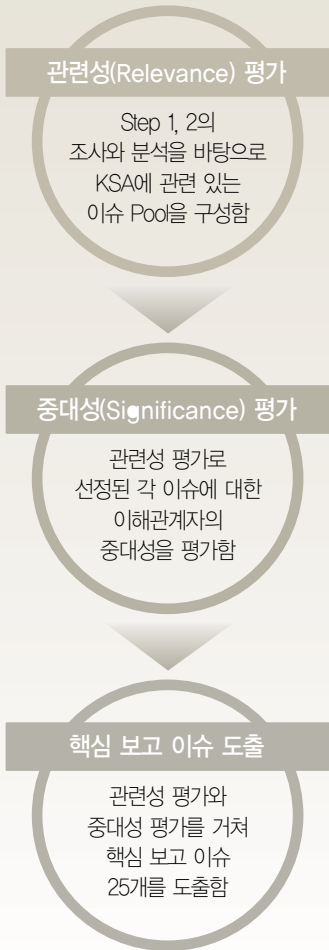 관련성(Relevance) 평가
Step 1, 2의
조사와 분석을 바탕으로
KSA에 관련 있는
이슈 Pool을 구성함
중대성(Significance) 평가
관련성 평가로
선정된 각 이슈에 대한
이해관계자의
중대성을 평가함
핵심 보고 이슈 도출
관련성 평가와
중대성 평가를 거쳐
핵심 보고 이슈
25개를 도출함